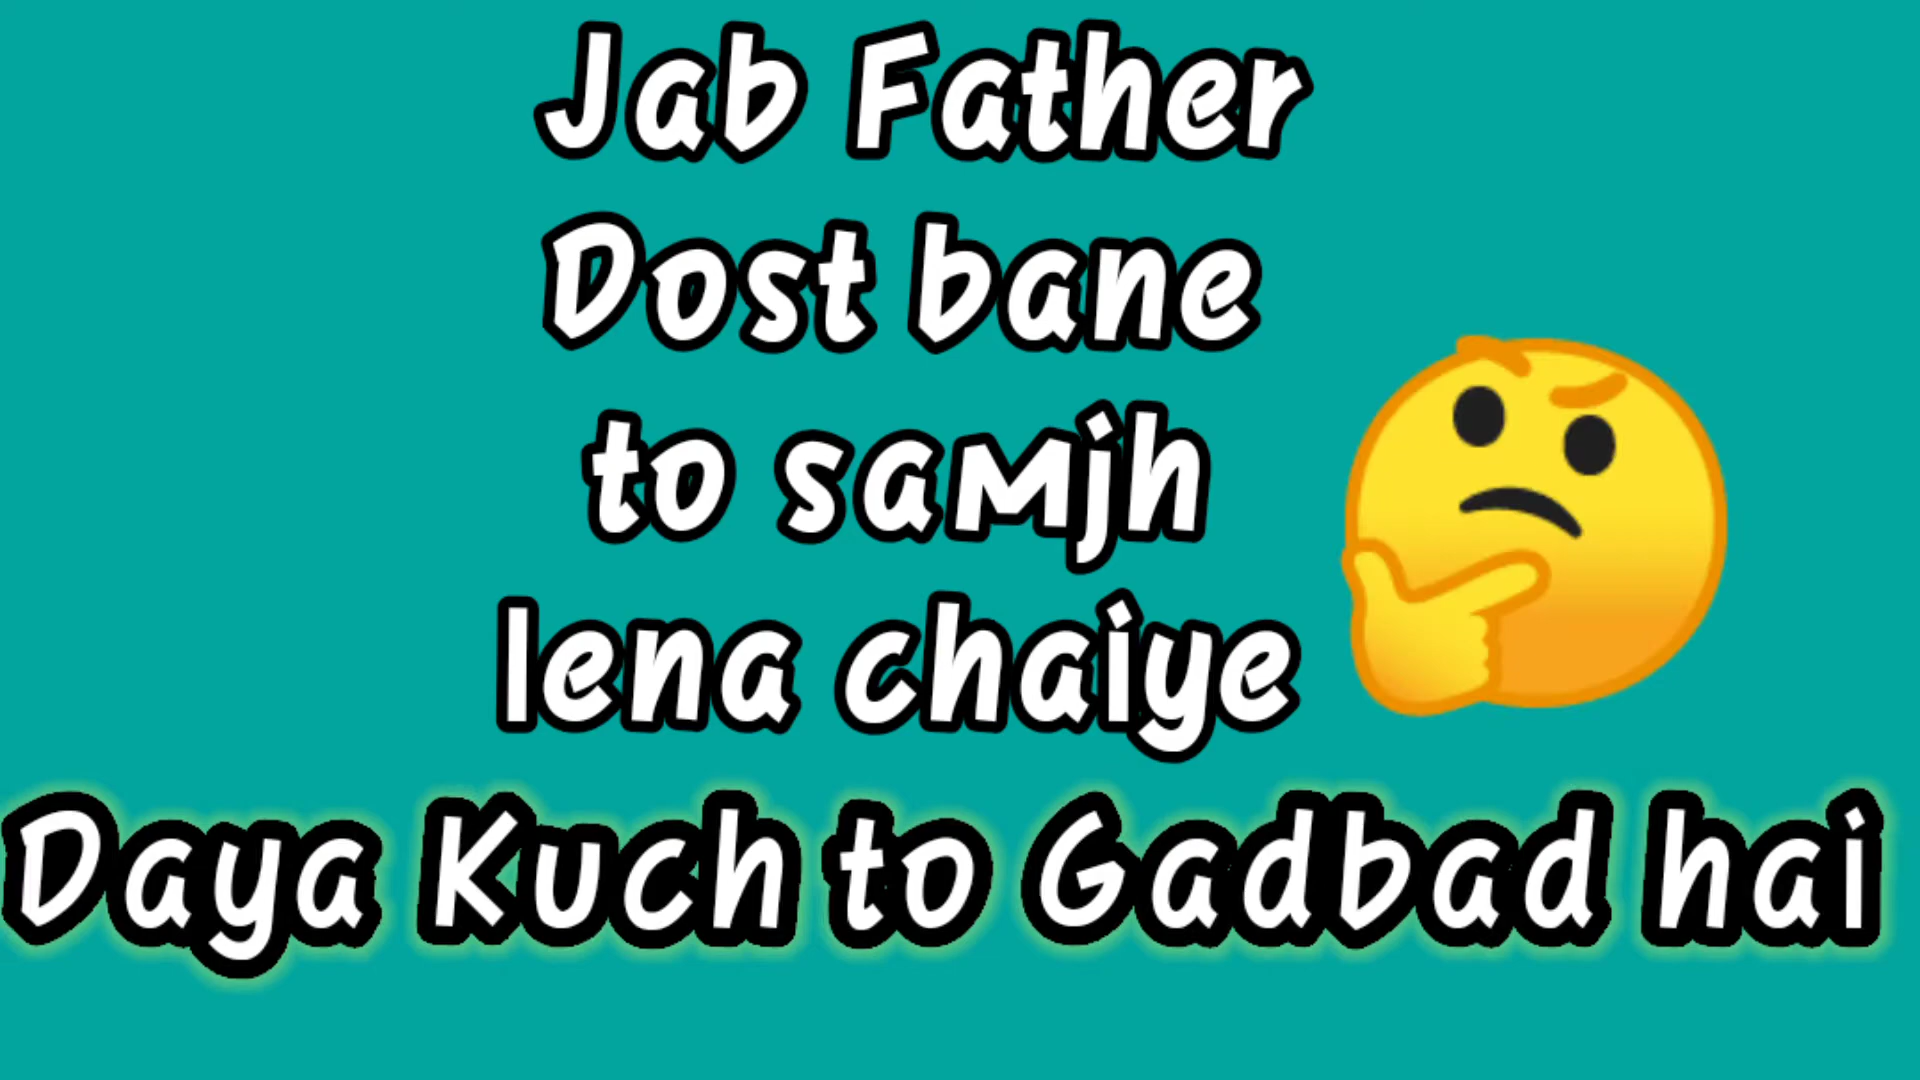 Jab Father
Dost bane
to samjh
lena chaiye
Daya Kuch to Gadbad hai